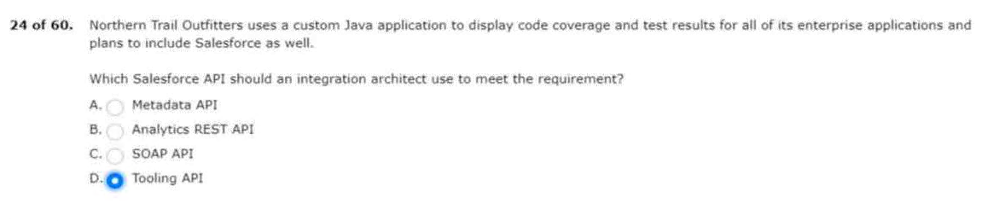 24 of 60. Northern Trail Outfitters uses a custom Java application to display code coverage and test results for all of its enterprise applications and
plans to include Salesforce as well.
Which Salesforce API should an integration architect use to meet the requirement?
A. Metadata API
B. Analytics REST API
C. SOAP API
D. Tooling API